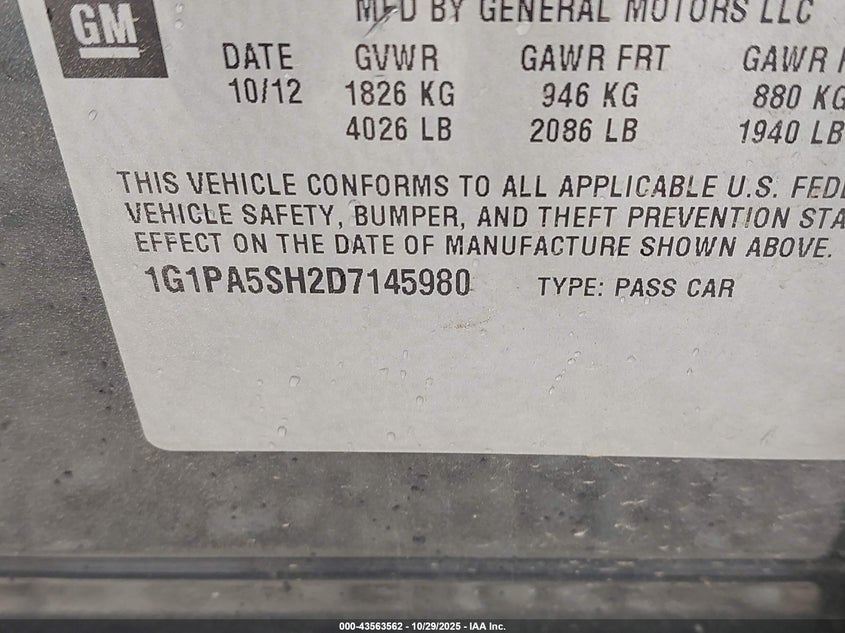 GM
MFD BY GENERAL MOTORS LLC
DATE GVWR GAWR FRT GAWR
10/12 1826 KG 946 KG 880 KG
4026 LB 2086 LB 1940 LB
THIS VEHICLE CONFORMS TO ALL APPLICABLE U.S. FED
VEHICLE SAFETY, BUMPER, AND THEFT PREVENTION STA
EFFECT ON THE DATE OF MANUFACTURE SHOWN ABOVE.
1G1PA5SH2D7145980 TYPE: PASS CAR
000-43563562 - 10/29/2025 - IAA Inc.